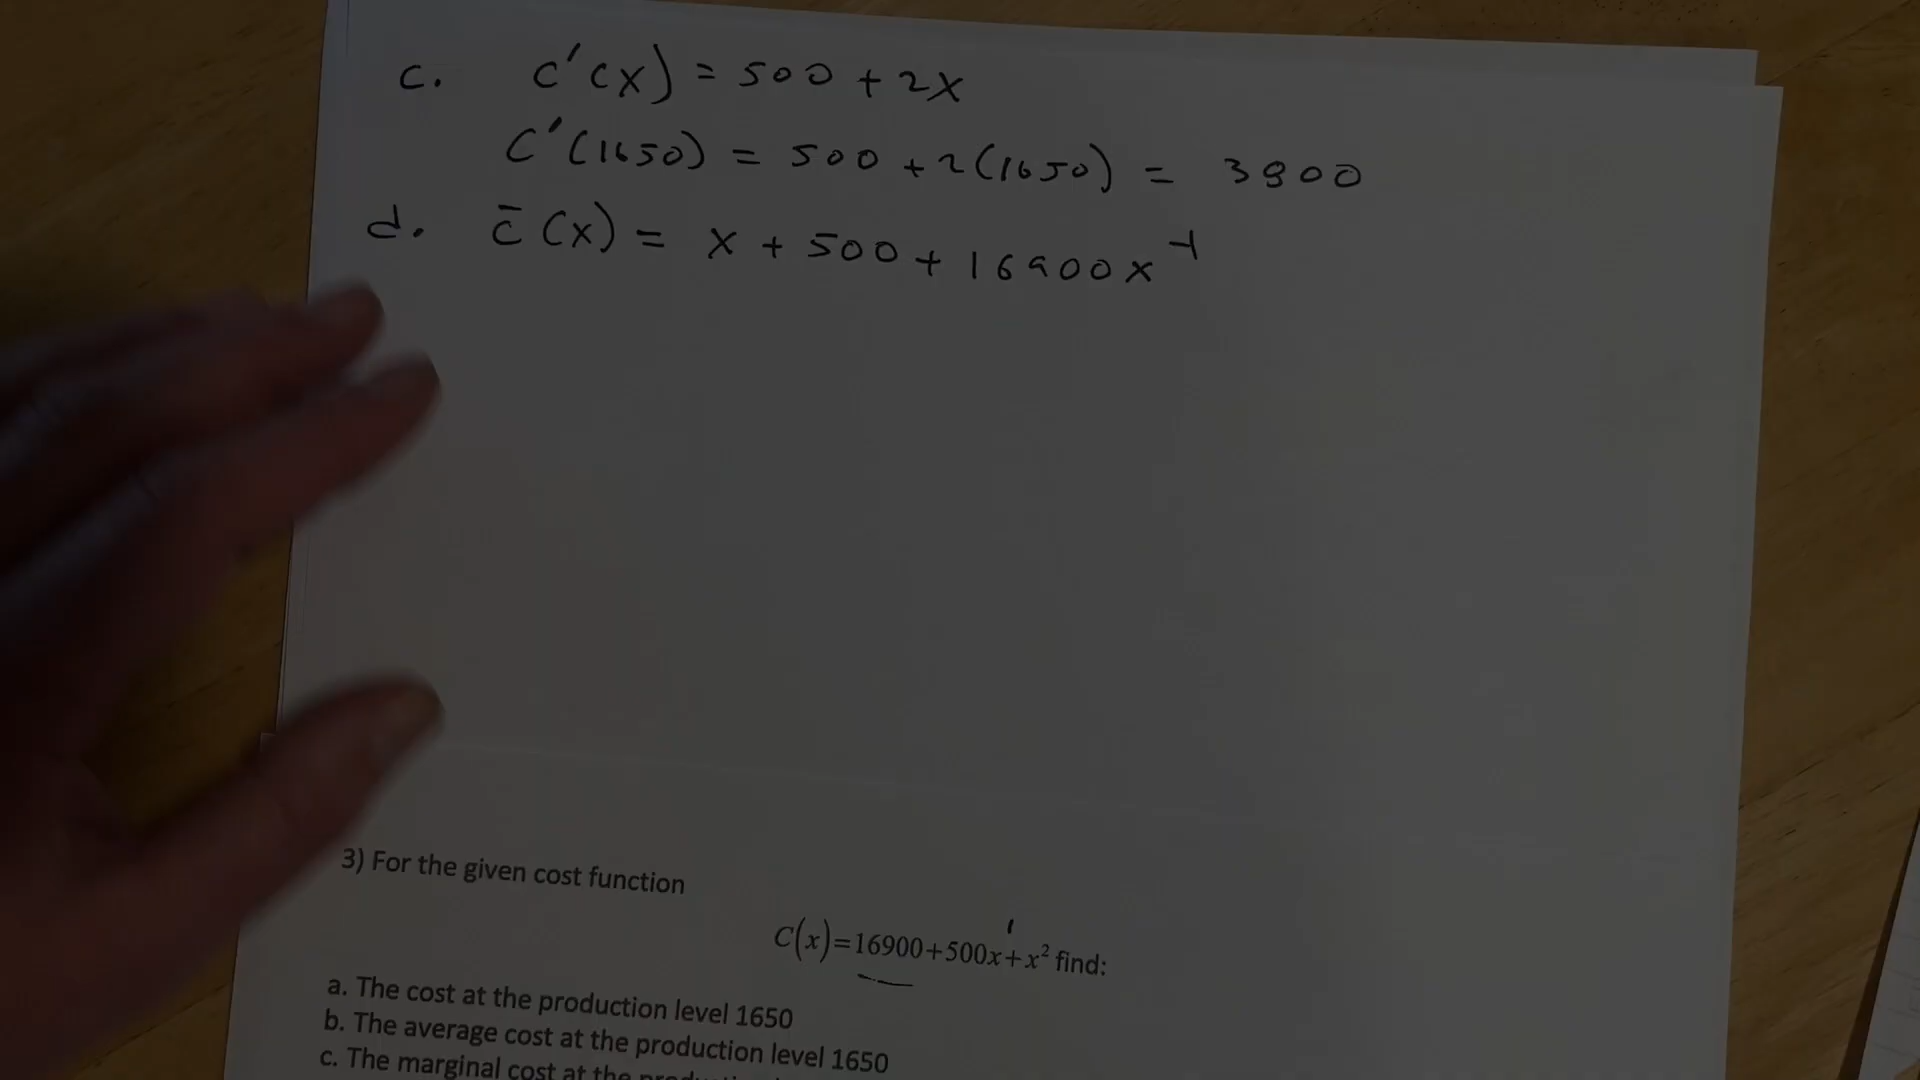 c. C'(x) = 500 + 2x
C'(1650) = 500 + 2(1650) = 3800
d. C̄(x) = x + 500 + 16900x⁻¹
3) For the given cost function
C(x)=16900+500x+x² find:
a. The cost at the production level 1650
b. The average cost at the production level 1650
c. The marginal cost at the